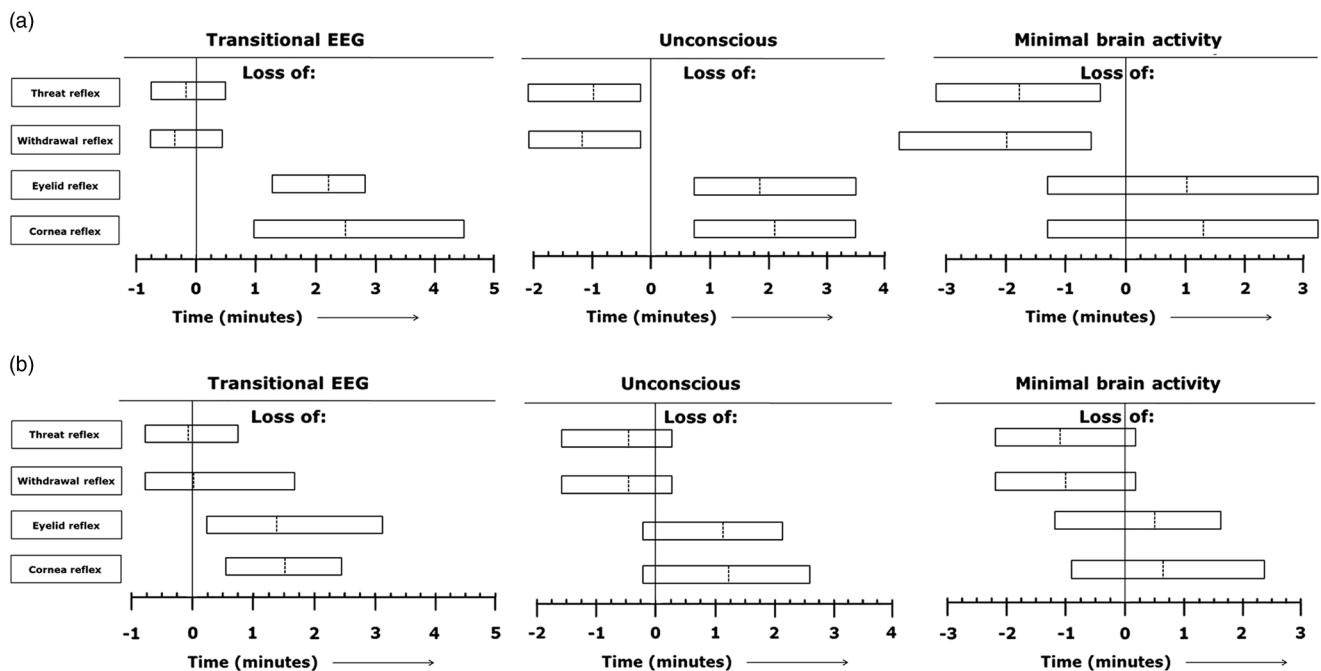 (a)
Transitional EEG
Unconscious
Minimal brain activity
Loss of:
Loss of:
Loss of:
Threat reflex
Withdrawal reflex
Eyelid reflex
Cornea reflex
-1 0 1 2 3 4 5
-2 -1 0 1 2 3 4
-3 -2 -1 0 1 2 3
Time (minutes)
Time (minutes)
Time (minutes)
(b)
Transitional EEG
Unconscious
Minimal brain activity
Loss of:
Loss of:
Loss of:
Threat reflex
Withdrawal reflex
Eyelid reflex
Cornea reflex
-1 0 1 2 3 4 5
-2 -1 0 1 2 3 4
-3 -2 -1 0 1 2 3
Time (minutes)
Time (minutes)
Time (minutes)